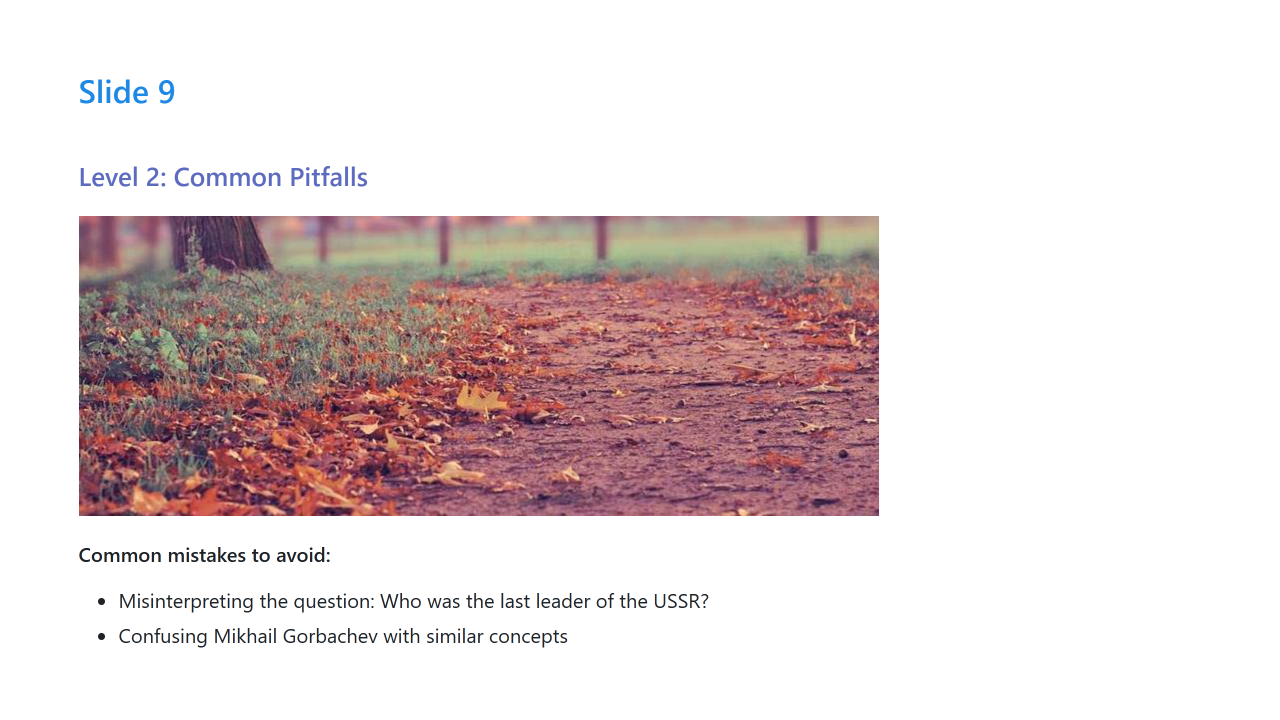 Slide 9
Level 2: Common Pitfalls
Common mistakes to avoid:
• Misinterpreting the question: Who was the last leader of the USSR?
• Confusing Mikhail Gorbachev with similar concepts